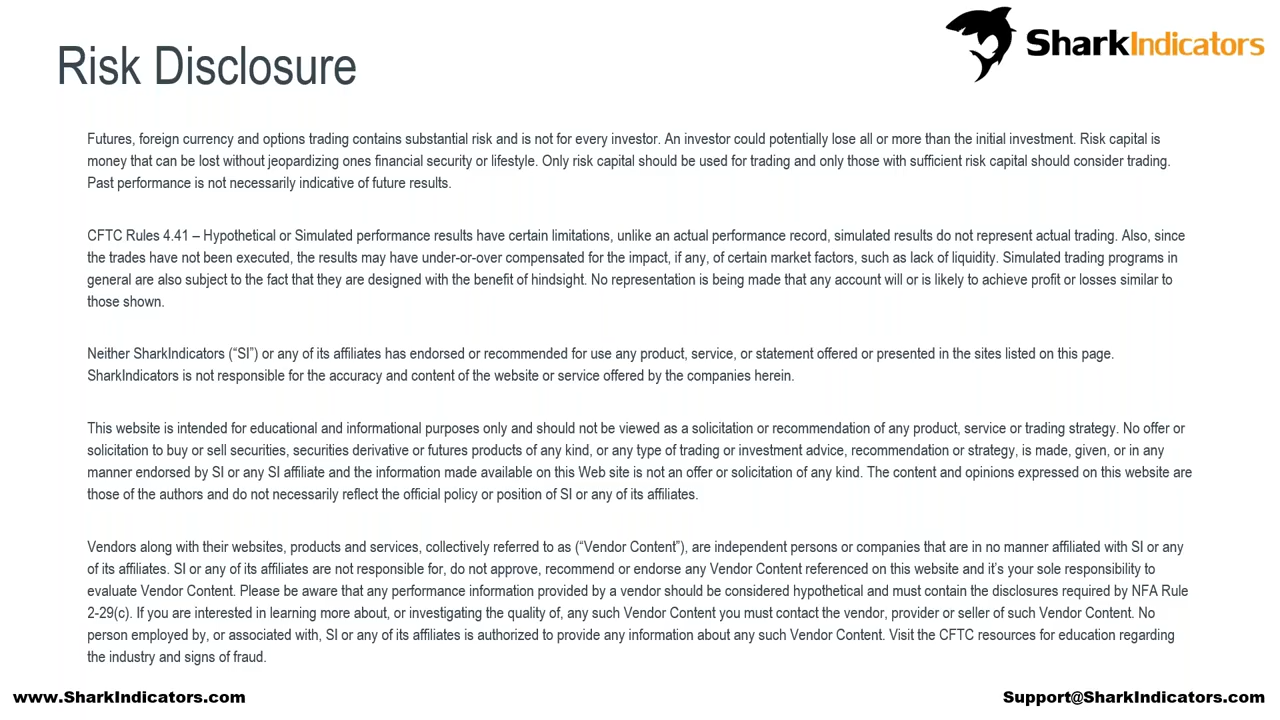 Risk Disclosure
SharkIndicators
Futures, foreign currency and options trading contains substantial risk and is not for every investor. An investor could potentially lose all or more than the initial investment. Risk capital is
money that can be lost without jeopardizing ones financial security or lifestyle. Only risk capital should be used for trading and only those with sufficient risk capital should consider trading.
Past performance is not necessarily indicative of future results.
CFTC Rules 4.41 – Hypothetical or Simulated performance results have certain limitations, unlike an actual performance record, simulated results do not represent actual trading. Also, since
the trades have not been executed, the results may have under-or-over compensated for the impact, if any, of certain market factors, such as lack of liquidity. Simulated trading programs in
general are also subject to the fact that they are designed with the benefit of hindsight. No representation is being made that any account will or is likely to achieve profit or losses similar to
those shown.
Neither SharkIndicators (“SI”) or any of its affiliates has endorsed or recommended for use any product, service, or statement offered or presented in the sites listed on this page.
SharkIndicators is not responsible for the accuracy and content of the website or service offered by the companies herein.
This website is intended for educational and informational purposes only and should not be viewed as a solicitation or recommendation of any product, service or trading strategy. No offer or
solicitation to buy or sell securities, securities derivative or futures products of any kind, or any type of trading or investment advice, recommendation or strategy, is made, given, or in any
manner endorsed by SI or any SI affiliate and the information made available on this Web site is not an offer or solicitation of any kind. The content and opinions expressed on this website are
those of the authors and do not necessarily reflect the official policy or position of SI or any of its affiliates.
Vendors along with their websites, products and services, collectively referred to as (“Vendor Content”), are independent persons or companies that are in no manner affiliated with SI or any
of its affiliates. SI or any of its affiliates are not responsible for, do not approve, recommend or endorse any Vendor Content referenced on this website and it’s your sole responsibility to
evaluate Vendor Content. Please be aware that any performance information provided by a vendor should be considered hypothetical and must contain the disclosures required by NFA Rule
2-29(c). If you are interested in learning more about, or investigating the quality of, any such Vendor Content you must contact the vendor, provider or seller of such Vendor Content. No
person employed by, or associated with, SI or any of its affiliates is authorized to provide any information about any such Vendor Content. Visit the CFTC resources for education regarding
the industry and signs of fraud.
www.SharkIndicators.com
Support@SharkIndicators.com